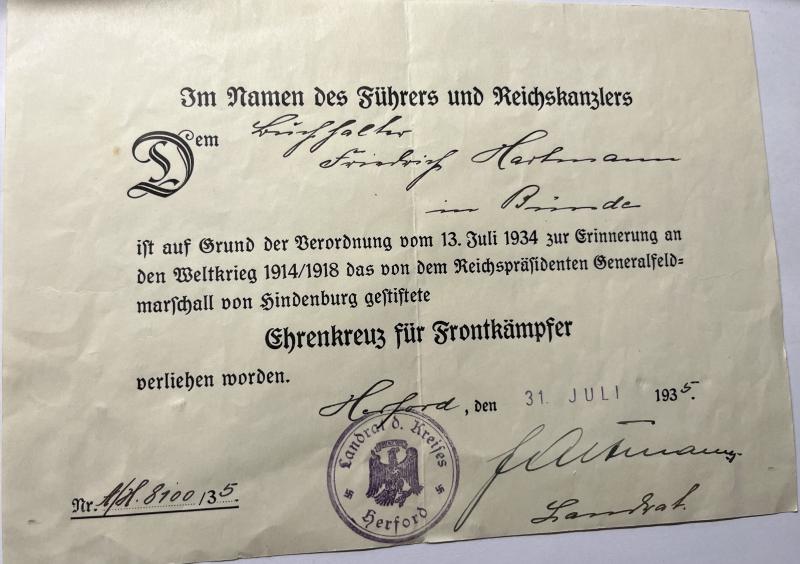 Im Namen des Führers und Reichskanzlers
Dem Buchhalter
Friedrich Hartmann
in Bünde
ist auf Grund der Verordnung vom 13. Juli 1934 zur Erinnerung an
den Weltkrieg 1914/1918 das von dem Reichspräsidenten Generalfeld=
marschall von Hindenburg gestiftete
Ehrenkreuz für Frontkämpfer
verliehen worden.
Herford, den 31. JULI 1935.
Landrat d. Kreises
Herford
Landrat.
Nr. 8100/35.